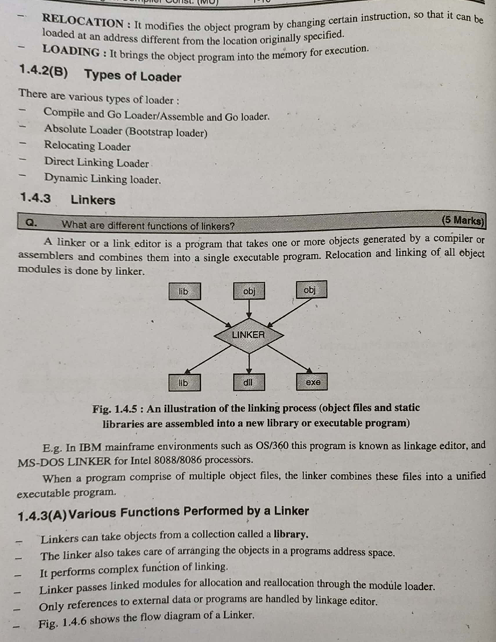 Compiler Const. (MU) 1-10
– RELOCATION : It modifies the object program by changing certain instruction, so that it can be
loaded at an address different from the location originally specified.
– LOADING : It brings the object program into the memory for execution.
1.4.2(B) Types of Loader
There are various types of loader :
– Compile and Go Loader/Assemble and Go loader.
– Absolute Loader (Bootstrap loader)
– Relocating Loader
– Direct Linking Loader
– Dynamic Linking loader.
1.4.3 Linkers
Q. What are different functions of linkers? (5 Marks)
A linker or a link editor is a program that takes one or more objects generated by a compiler or
assemblers and combines them into a single executable program. Relocation and linking of all object
modules is done by linker.
lib obj obj
LINKER
lib dll exe
Fig. 1.4.5 : An illustration of the linking process (object files and static
libraries are assembled into a new library or executable program)
E.g. In IBM mainframe environments such as OS/360 this program is known as linkage editor, and
MS-DOS LINKER for Intel 8088/8086 processors.
When a program comprise of multiple object files, the linker combines these files into a unified
executable program.
1.4.3(A) Various Functions Performed by a Linker
– Linkers can take objects from a collection called a library.
– The linker also takes care of arranging the objects in a programs address space.
– It performs complex function of linking.
– Linker passes linked modules for allocation and reallocation through the module loader.
– Only references to external data or programs are handled by linkage editor.
– Fig. 1.4.6 shows the flow diagram of a Linker.